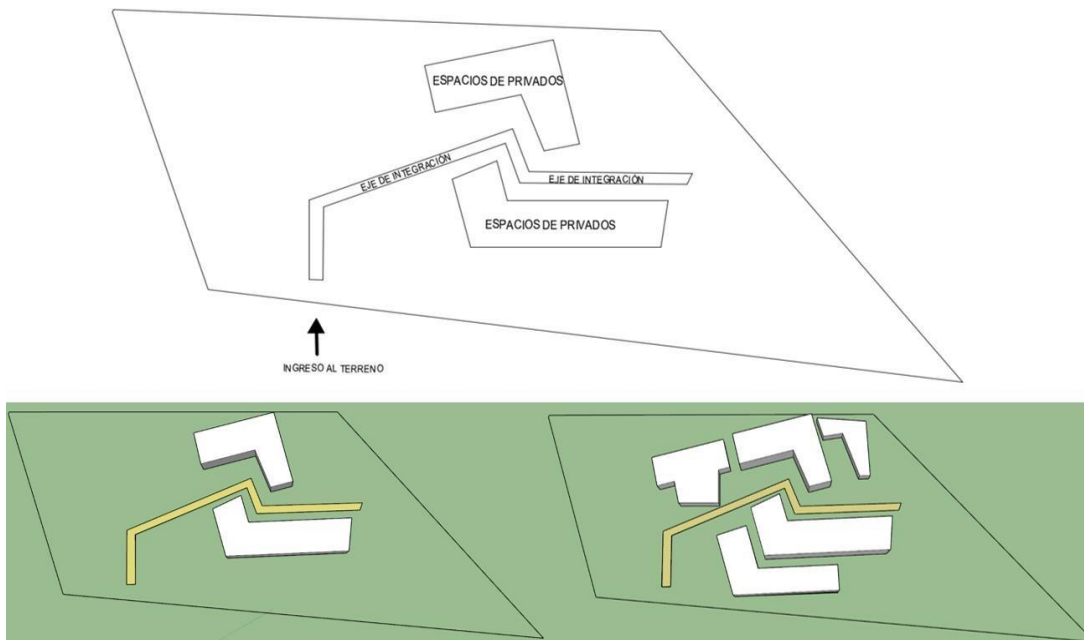 ESPACIOS DE PRIVADOS
EJE DE INTEGRACIÓN
EJE DE INTEGRACIÓN
ESPACIOS DE PRIVADOS
INGRESO AL TERRENO